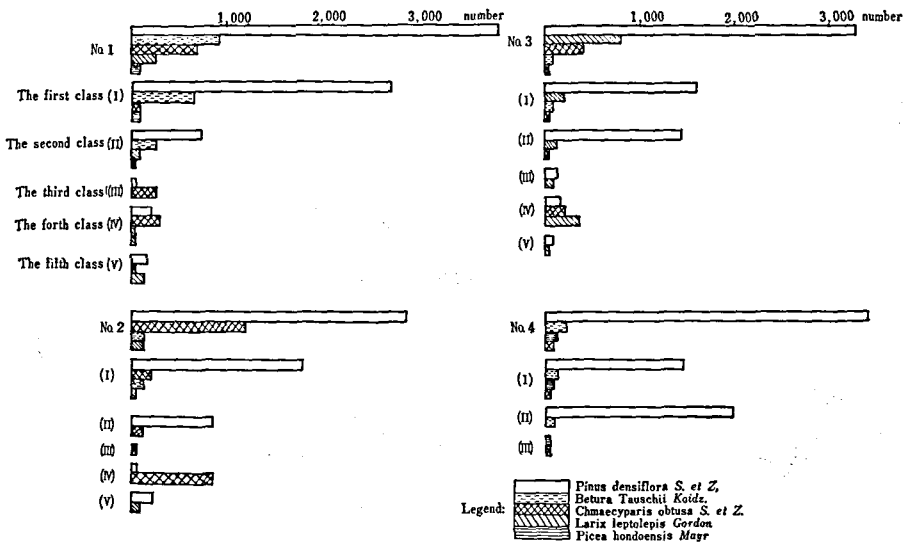 1,000 2,000 3,000 number
No. 1
The first class (I)
The second class (II)
The third class (III)
The forth class (IV)
The fifth class (V)
No. 2
(I)
(II)
(III)
(IV)
(V)
1,000 2,000 3,000 number
No. 3
(I)
(II)
(III)
(IV)
(V)
No. 4
(I)
(II)
(III)
Legend:
Pinus densiflora S. et Z.
Betura Tauschii Koidz.
Chmaecyparis obtusa S. et Z.
Larix leptolepis Gordon
Picea hondoensis Mayr